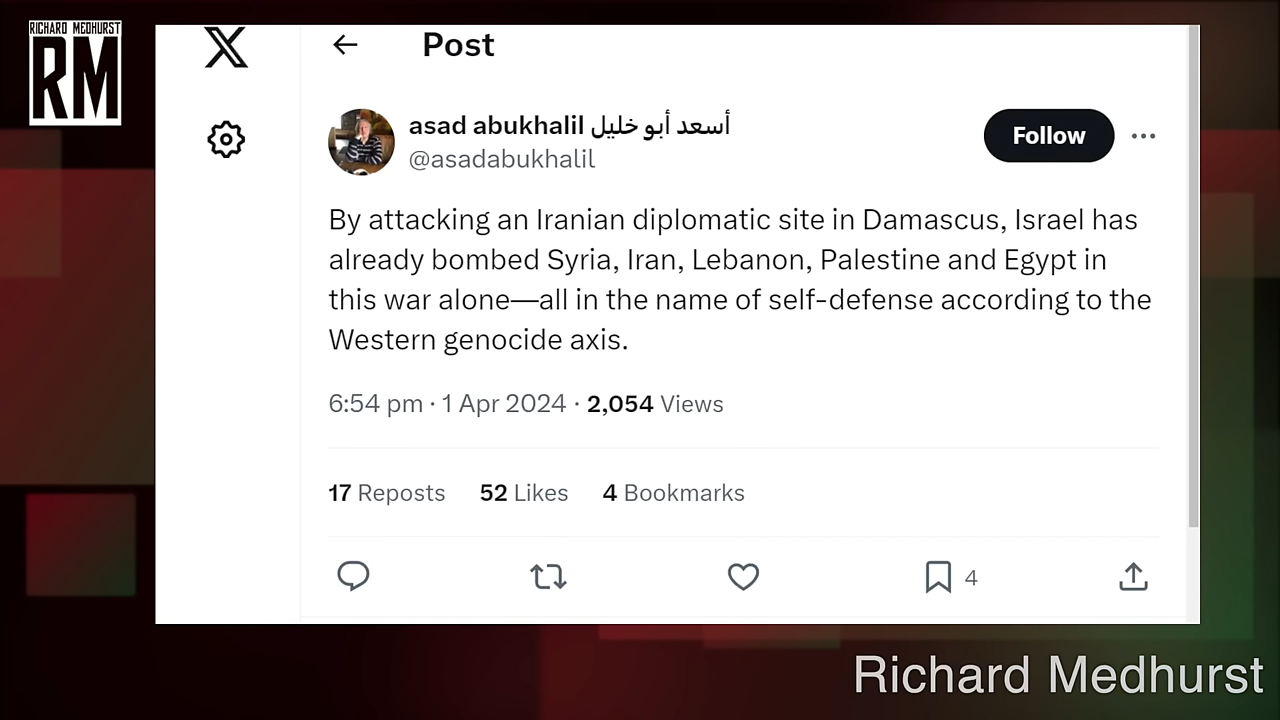 RICHARD MEDHURST
RM
Post
asad abukhalil أسعد أبو خليل
@asadabukhalil
Follow
By attacking an Iranian diplomatic site in Damascus, Israel has
already bombed Syria, Iran, Lebanon, Palestine and Egypt in
this war alone—all in the name of self-defense according to the
Western genocide axis.
6:54 pm · 1 Apr 2024 · 2,054 Views
17 Reposts 52 Likes 4 Bookmarks
4
Richard Medhurst